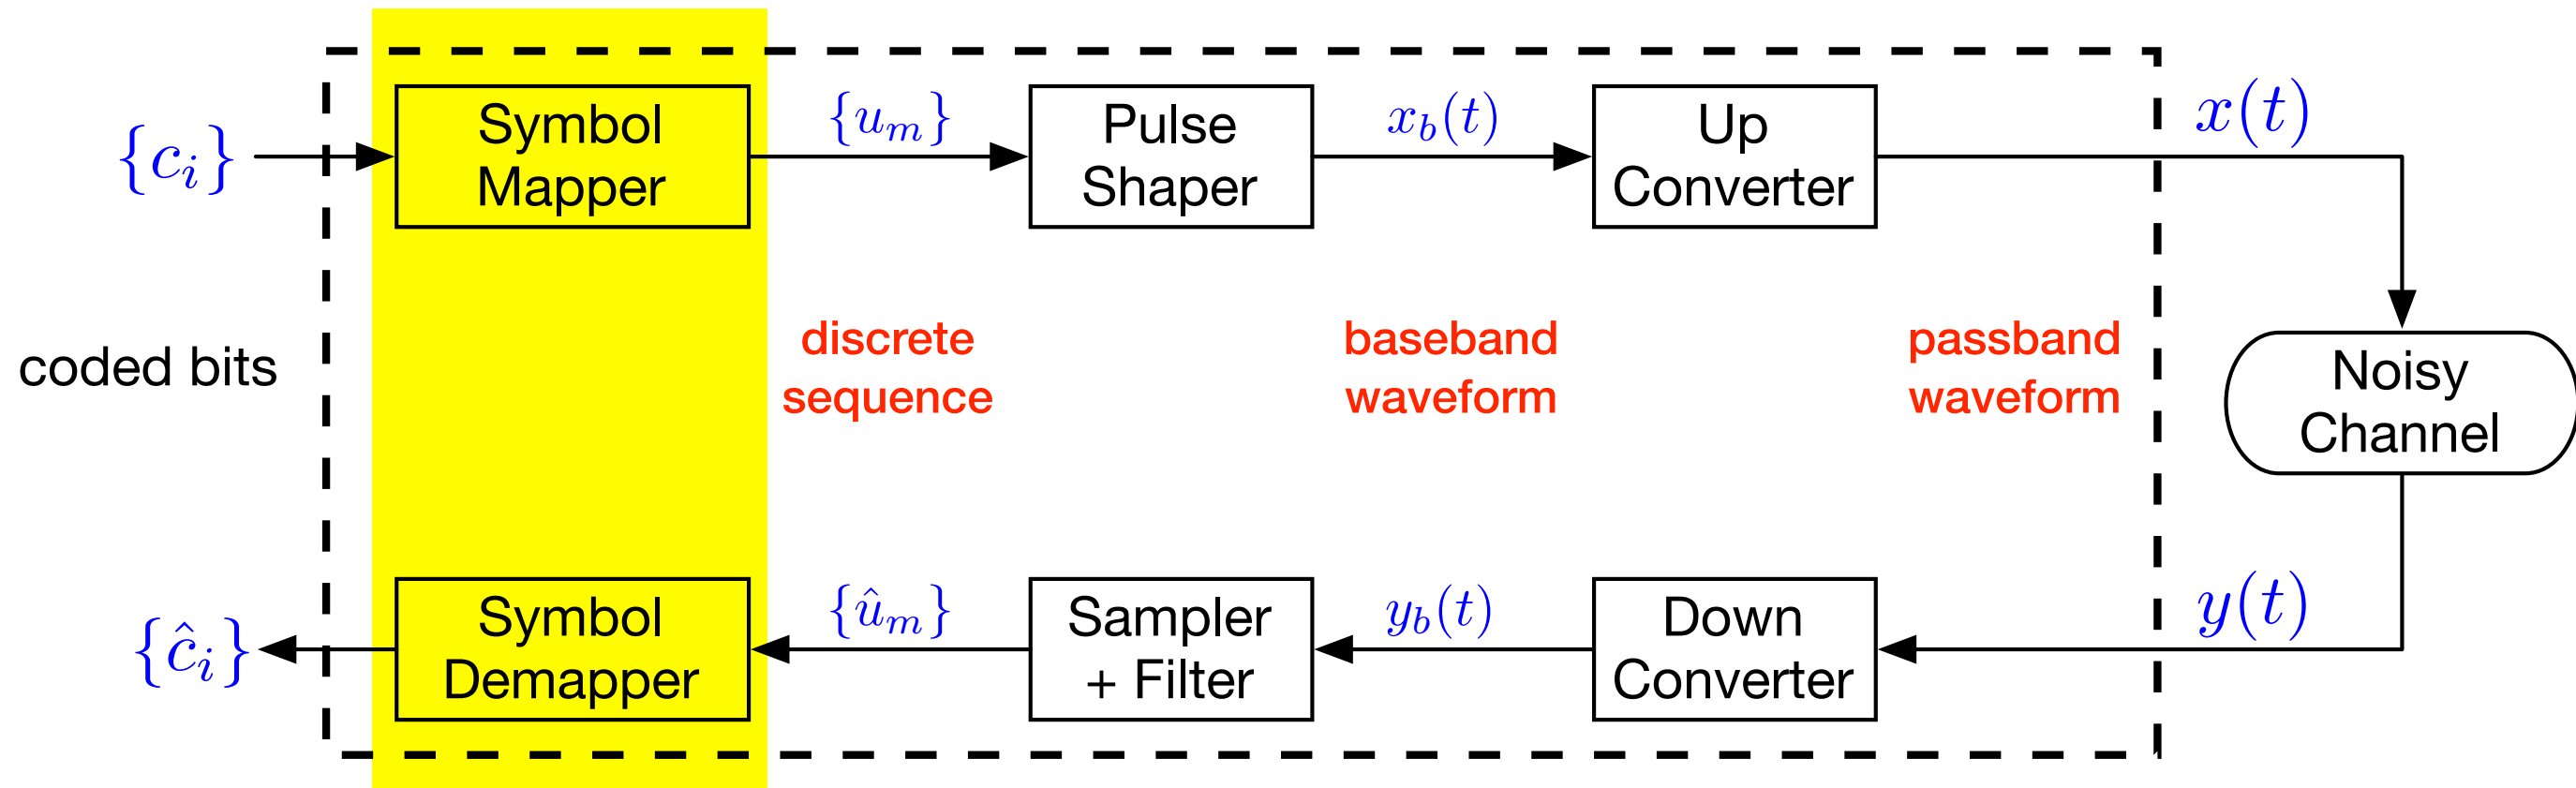 {c_i}
Symbol
Mapper
{u_m}
Pulse
Shaper
x_b(t)
Up
Converter
x(t)
coded bits
discrete
sequence
baseband
waveform
passband
waveform
Noisy
Channel
{ĉ_i}
Symbol
Demapper
{û_m}
Sampler
+ Filter
y_b(t)
Down
Converter
y(t)